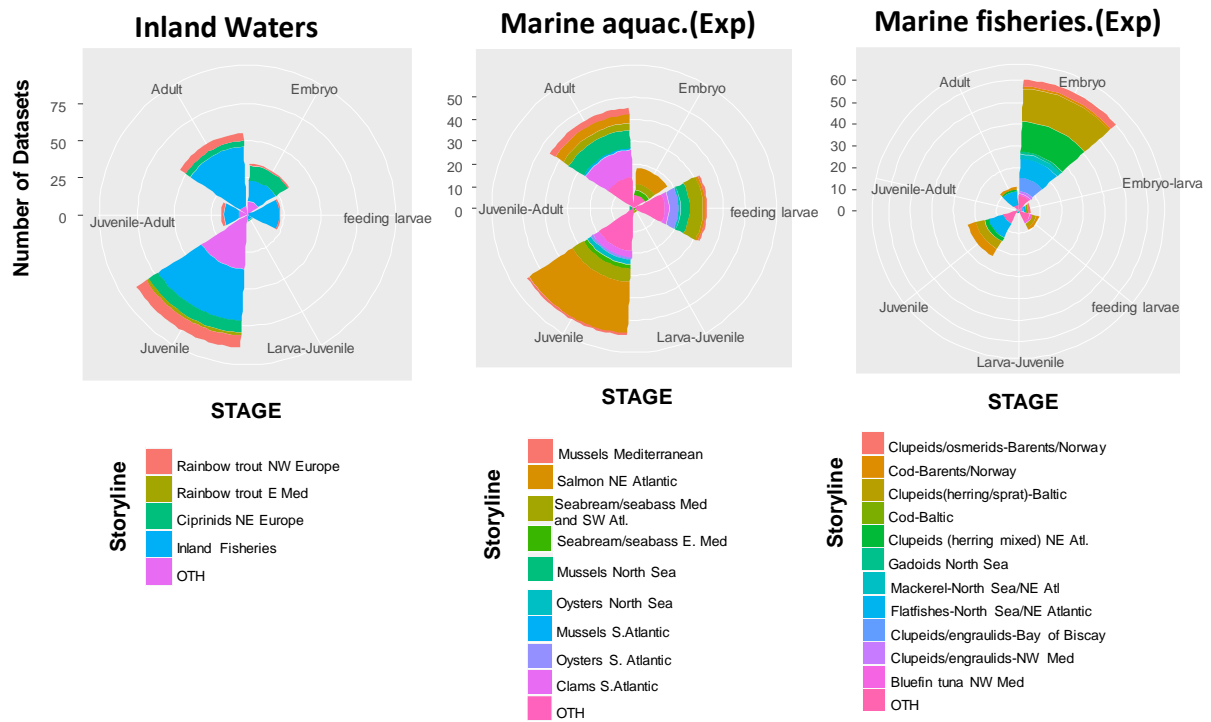 Inland Waters
Marine aquac.(Exp)
Marine fisheries.(Exp)
Number of Datasets
75
50
25
0
Adult
Embryo
Juvenile-Adult
feeding larvae
Juvenile
Larva-Juvenile
STAGE
50
40
30
20
10
0
Adult
Embryo
Juvenile-Adult
feeding larvae
Juvenile
Larva-Juvenile
STAGE
60
50
40
30
20
10
0
Adult
Embryo
Juvenile-Adult
Embryo-larva
Juvenile
feeding larvae
Larva-Juvenile
STAGE
Storyline
Rainbow trout NW Europe
Rainbow trout E Med
Ciprinids NE Europe
Inland Fisheries
OTH
Storyline
Mussels Mediterranean
Salmon NE Atlantic
Seabream/seabass Med
and SW Atl.
Seabream/seabass E. Med
Mussels North Sea
Oysters North Sea
Mussels S.Atlantic
Oysters S. Atlantic
Clams S.Atlantic
OTH
Storyline
Clupeids/osmerids-Barents/Norway
Cod-Barents/Norway
Clupeids(herring/sprat)-Baltic
Cod-Baltic
Clupeids (herring mixed) NE Atl.
Gadoids North Sea
Mackerel-North Sea/NE Atl
Flatfishes-North Sea/NE Atlantic
Clupeids/engraulids-Bay of Biscay
Clupeids/engraulids-NW Med
Bluefin tuna NW Med
OTH